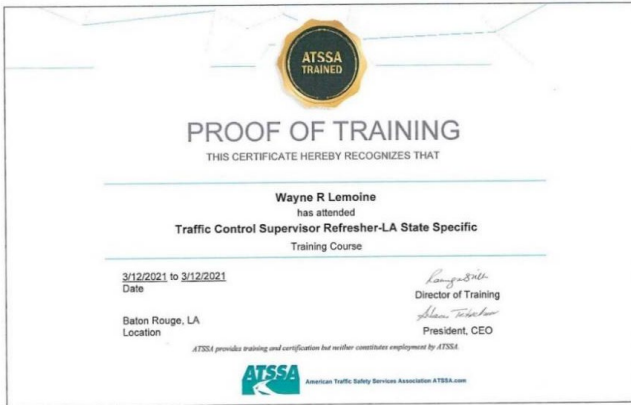 ATSSA
TRAINED
PROOF OF TRAINING
THIS CERTIFICATE HEREBY RECOGNIZES THAT
Wayne R Lemoine
has attended
Traffic Control Supervisor Refresher-LA State Specific
Training Course
3/12/2021 to 3/12/2021
Date
Director of Training
Baton Rouge, LA
Location
President, CEO
ATSSA provides training and certification but neither constitutes employment by ATSSA.
ATSSA
American Traffic Safety Services Association ATSSA.com